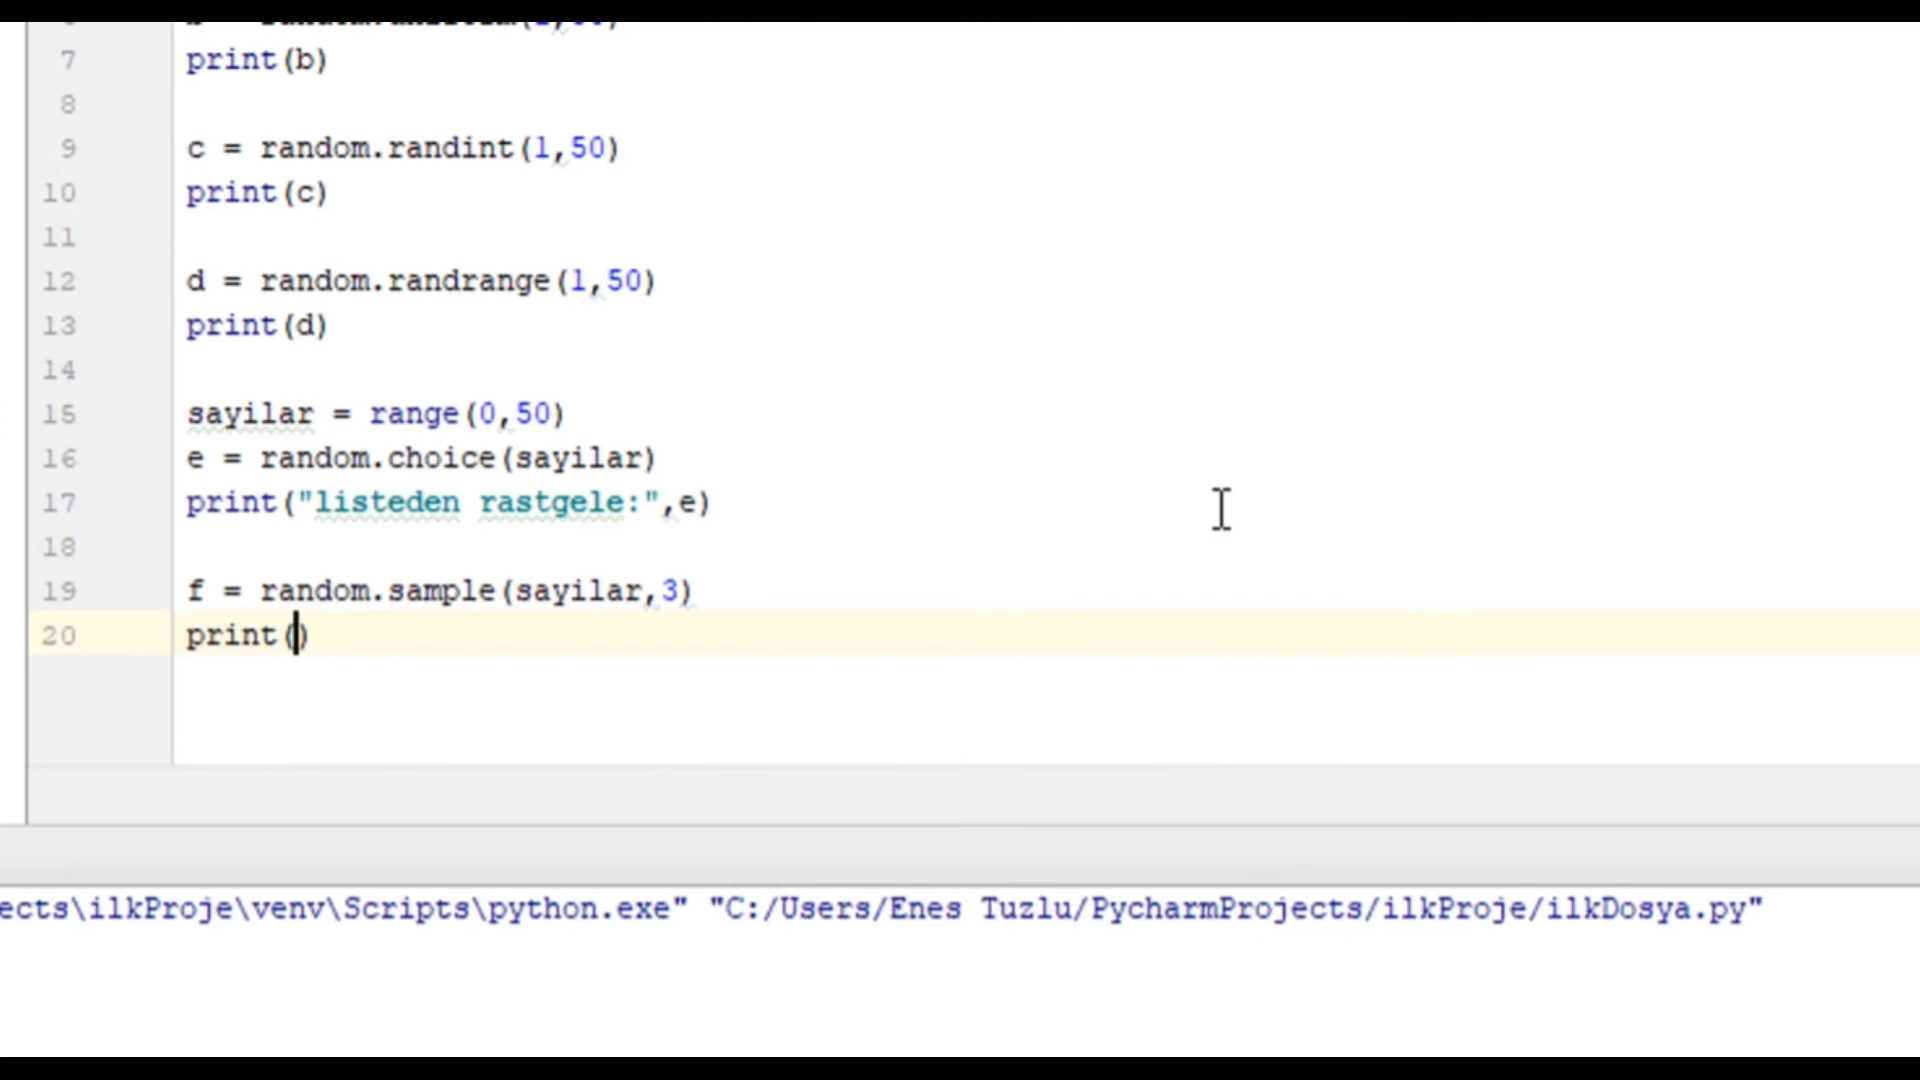 7 print(b)
8
9 c = random.randint(1,50)
10 print(c)
11
12 d = random.randrange(1,50)
13 print(d)
14
15 sayilar = range(0,50)
16 e = random.choice(sayilar)
17 print("listeden rastgele:",e)
18
19 f = random.sample(sayilar,3)
20 print()
ects\ilkProje\venv\Scripts\python.exe" "C:/Users/Enes Tuzlu/PycharmProjects/ilkProje/ilkDosya.py"